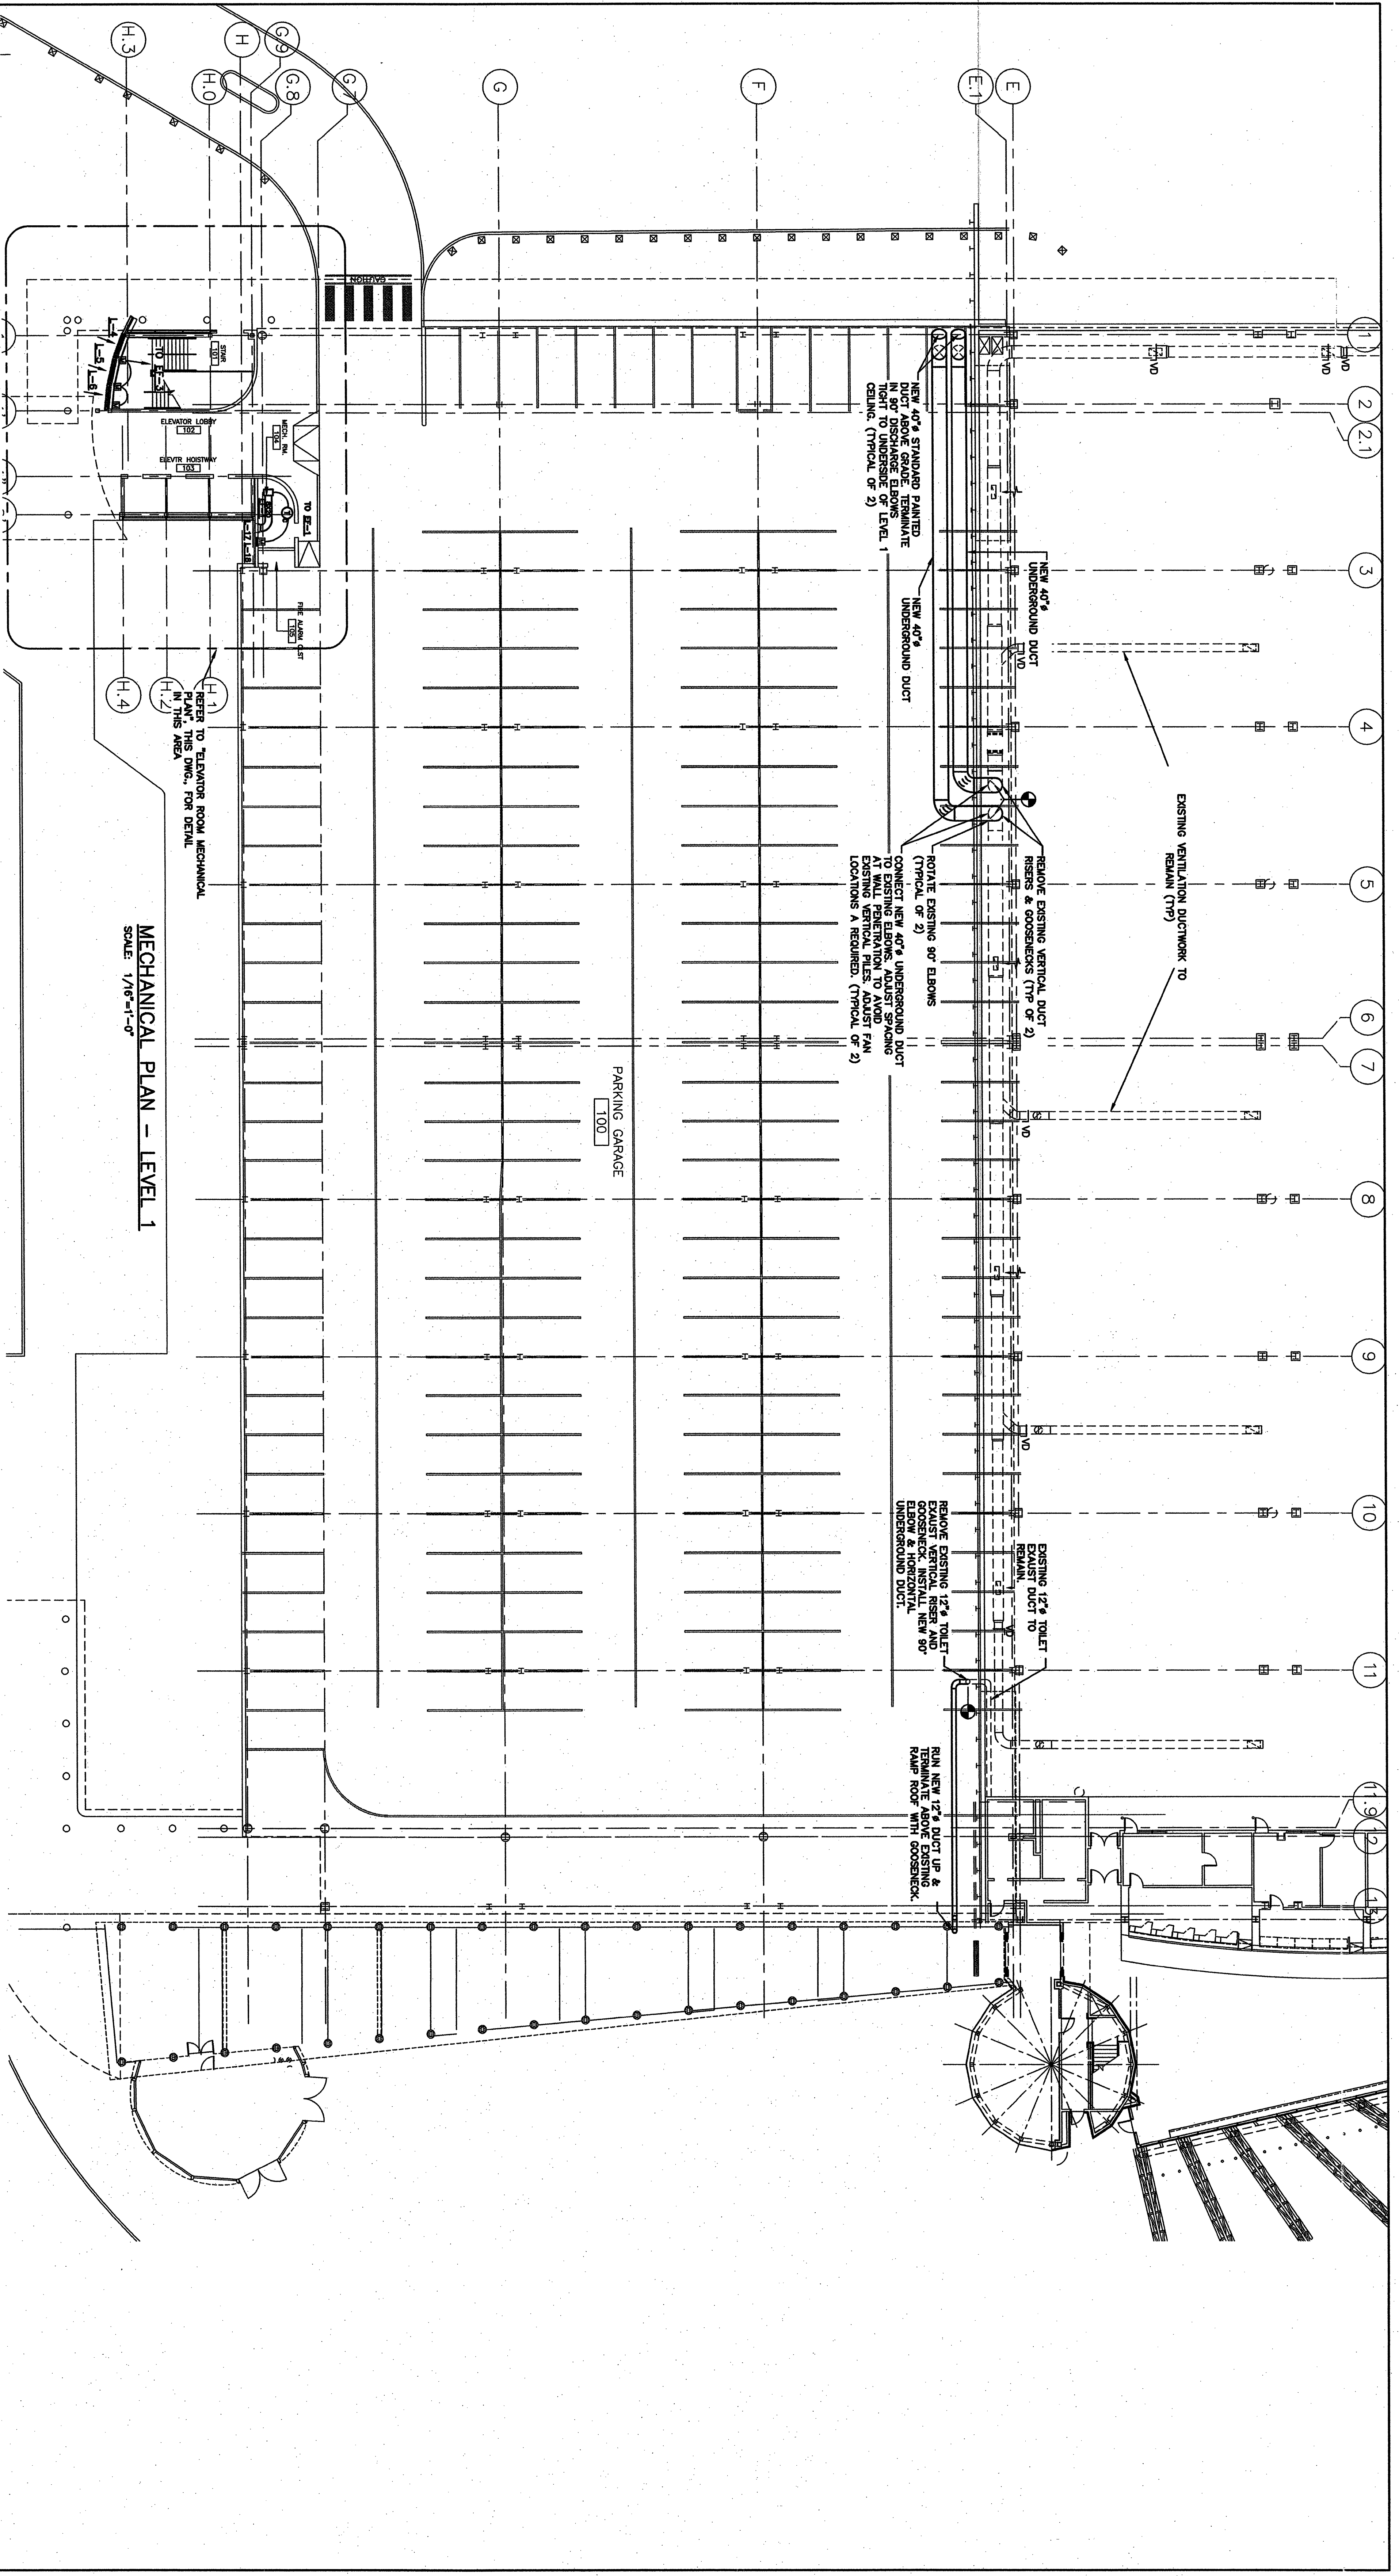 1
2
2.1
3
4
5
6
7
8
9
10
11
11.9
12
13
E
E.1
F
G
G.7
G.8
G.9
H
H.0
H.3
H.1
H.2
H.4
VD
VD
VD
VD
VD
VD
EXISTING VENTILATION DUCTWORK TO
REMAIN (TYP)
NEW 40"ø
UNDERGROUND DUCT
NEW 40"ø
UNDERGROUND DUCT
NEW 40"ø STANDARD PAINTED
DUCT ABOVE GRADE. TERMINATE
IN 90° DISCHARGE ELBOWS
TIGHT TO UNDERSIDE OF LEVEL 1
CEILING. (TYPICAL OF 2)
REMOVE EXISTING VERTICAL DUCT
RISERS & GOOSENECKS (TYP OF 2)
ROTATE EXISTING 90° ELBOWS
(TYPICAL OF 2)
CONNECT NEW 40"ø UNDERGROUND DUCT
TO EXISTING ELBOWS. ADJUST SPACING
AT WALL PENETRATION TO AVOID
EXISTING VERTICAL PILES. ADJUST FAN
LOCATIONS A REQUIRED. (TYPICAL OF 2)
EXISTING 12"ø TOILET
EXAUST DUCT TO
REMAIN.
REMOVE EXISTING 12"ø TOILET
EXAUST VERTICAL RISER AND
GOOSENECK. INSTALL NEW 90°
ELBOW & HORIZONTAL
UNDERGROUND DUCT.
RUN NEW 12"ø DUCT UP &
TERMINATE ABOVE EXISTING
RAMP ROOF WITH GOOSENECK.
PARKING GARAGE
100
CAUTION
STAIR
101
TO EF-3
L-4
L-5
L-6
ELEVATOR LOBBY
102
ELEVTR HOISTWAY
103
MECH. RM.
104
TO EF-1
L-17 L-18
FIRE ALARM CLST
105
REFER TO "ELEVATOR ROOM MECHANICAL
PLAN", THIS DWG., FOR DETAIL
IN THIS AREA
MECHANICAL PLAN - LEVEL 1
SCALE: 1/16"=1'-0"